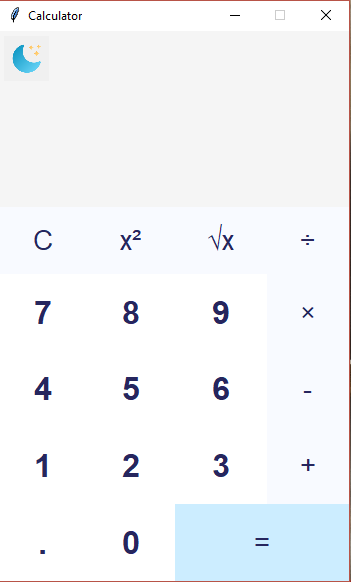 Calculator
C x² √x ÷
7 8 9 ×
4 5 6 -
1 2 3 +
. 0 =